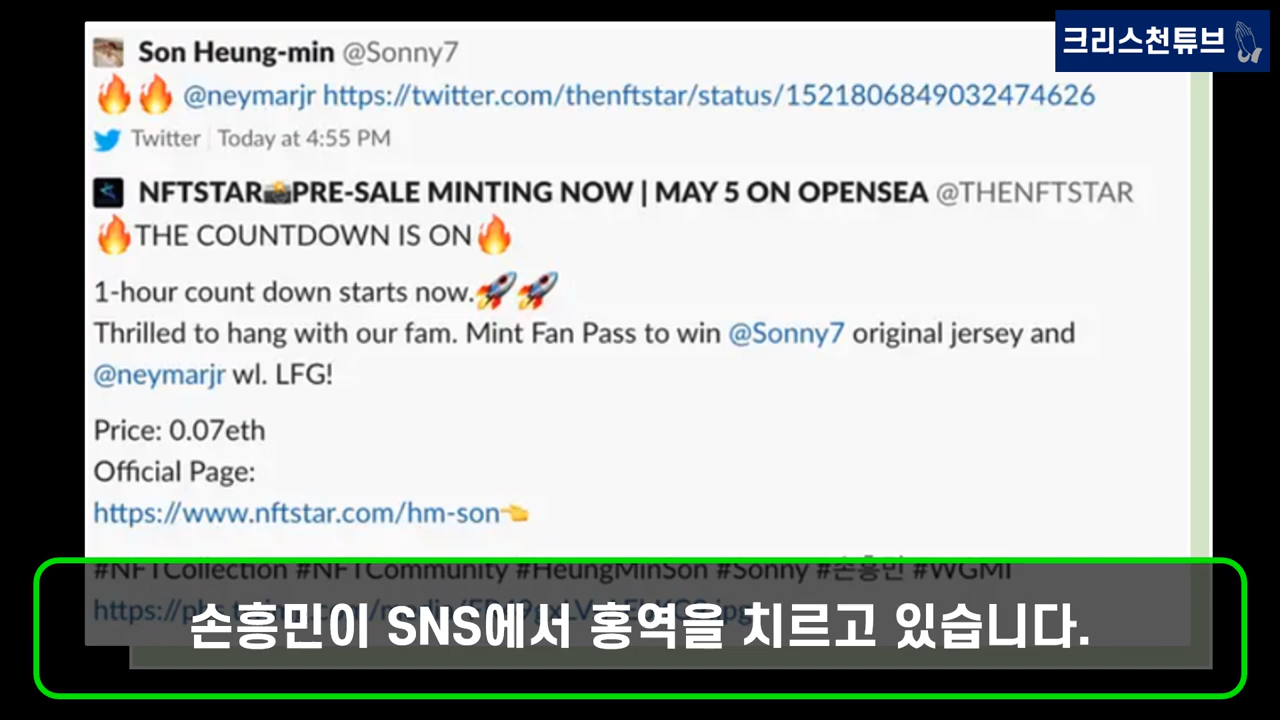 크리스천튜브
Son Heung-min @Sonny7
🔥🔥 @neymarjr https://twitter.com/thenftstar/status/1521806849032474626
Twitter | Today at 4:55 PM
NFTSTAR📸PRE-SALE MINTING NOW | MAY 5 ON OPENSEA @THENFTSTAR
🔥THE COUNTDOWN IS ON🔥
1-hour count down starts now.🚀🚀
Thrilled to hang with our fam. Mint Fan Pass to win @Sonny7 original jersey and
@neymarjr wl. LFG!
Price: 0.07eth
Official Page:
https://www.nftstar.com/hm-son👈
#NFTCollection #NFTCommunity #HeungMinSon #Sonny #손흥민 #WGMI
손흥민이 SNS에서 홍역을 치르고 있습니다.